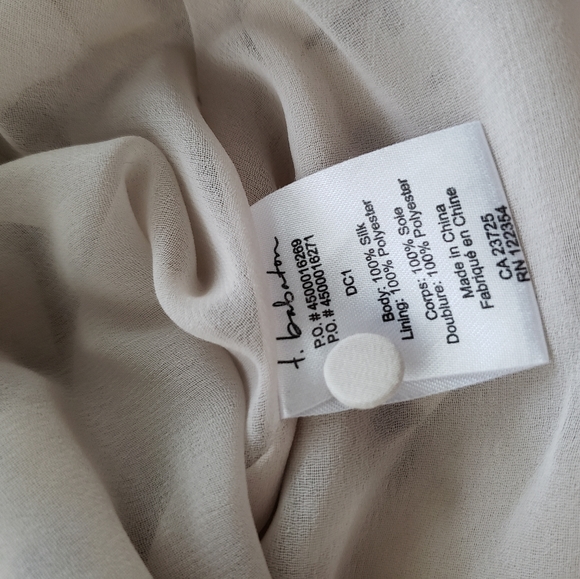 t. babaton
P.O. # 4500016269
P.O. # 4500016271
DC1
Body: 100% Silk
Lining: 100% Polyester
Corps: 100% Soie
Doublure: 100% Polyester
Made in China
Fabriqué en Chine
CA 23725
RN 122354